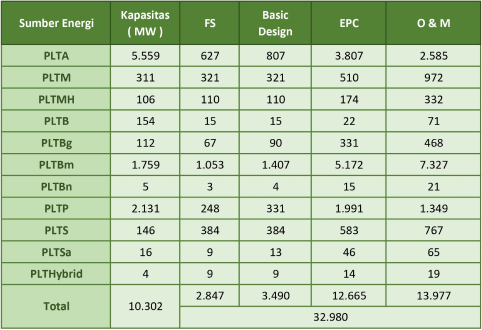 Sumber Energi Kapasitas ( MW ) FS Basic Design EPC O & M
PLTA 5.559 627 807 3.807 2.585
PLTM 311 321 321 510 972
PLTMH 106 110 110 174 332
PLTB 154 15 15 22 71
PLTBg 112 67 90 331 468
PLTBm 1.759 1.053 1.407 5.172 7.327
PLTBn 5 3 4 15 21
PLTP 2.131 248 331 1.991 1.349
PLTS 146 384 384 583 767
PLTSa 16 9 13 46 65
PLTHybrid 4 9 9 14 19
Total 10.302 2.847 3.490 12.665 13.977
32.980